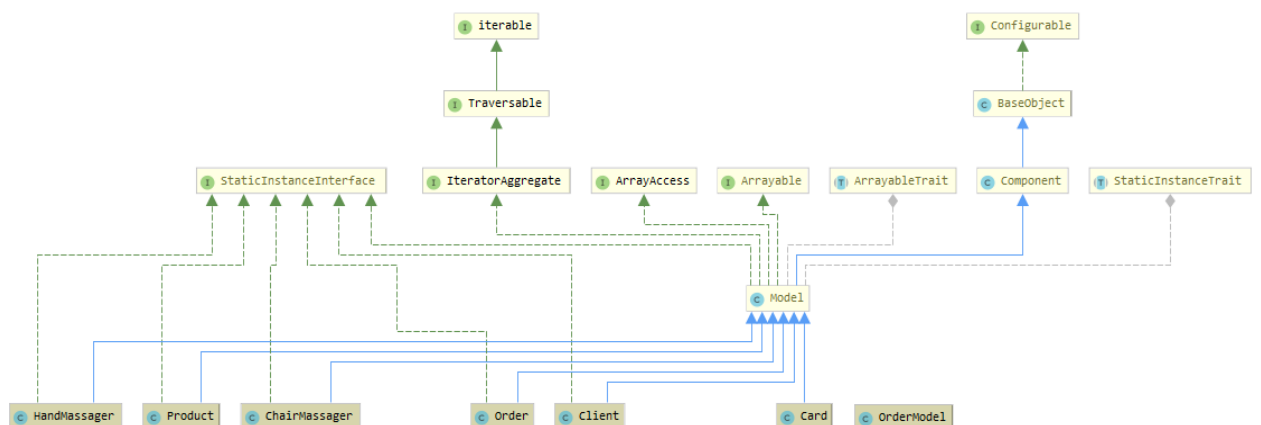 I iterable
I Configurable
I Traversable
C BaseObject
I StaticInstanceInterface
I IteratorAggregate
I ArrayAccess
I Arrayable
T ArrayableTrait
C Component
T StaticInstanceTrait
C Model
C HandMassager
C Product
C ChairMassager
C Order
C Client
C Card
C OrderModel